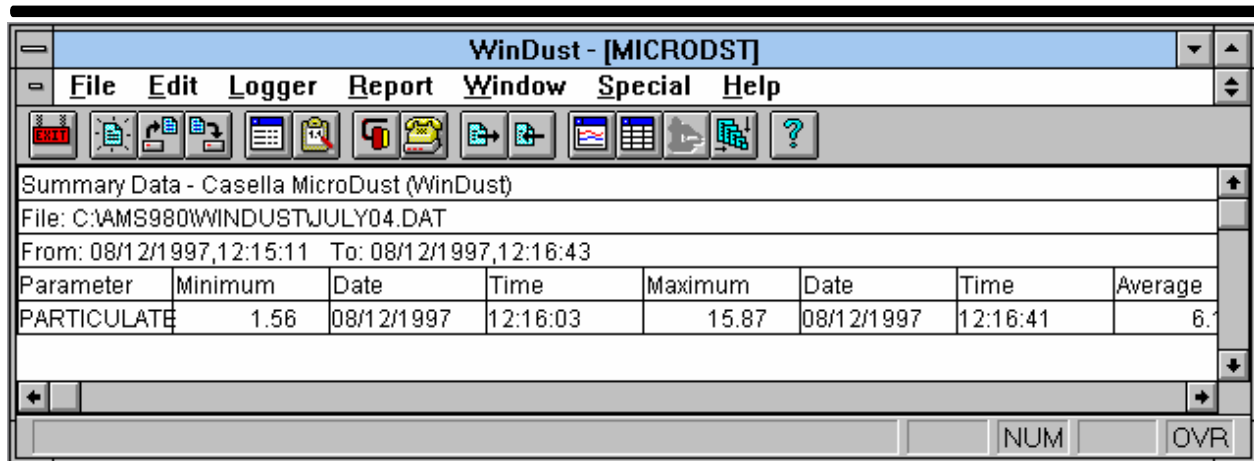 WinDust - [MICRODST]
File Edit Logger Report Window Special Help
EXIT ?
Summary Data - Casella MicroDust (WinDust)
File: C:\AMS980\WINDUST\JULY04.DAT
From: 08/12/1997,12:15:11 To: 08/12/1997,12:16:43
Parameter Minimum Date Time Maximum Date Time Average
PARTICULATE 1.56 08/12/1997 12:16:03 15.87 08/12/1997 12:16:41
NUM OVR